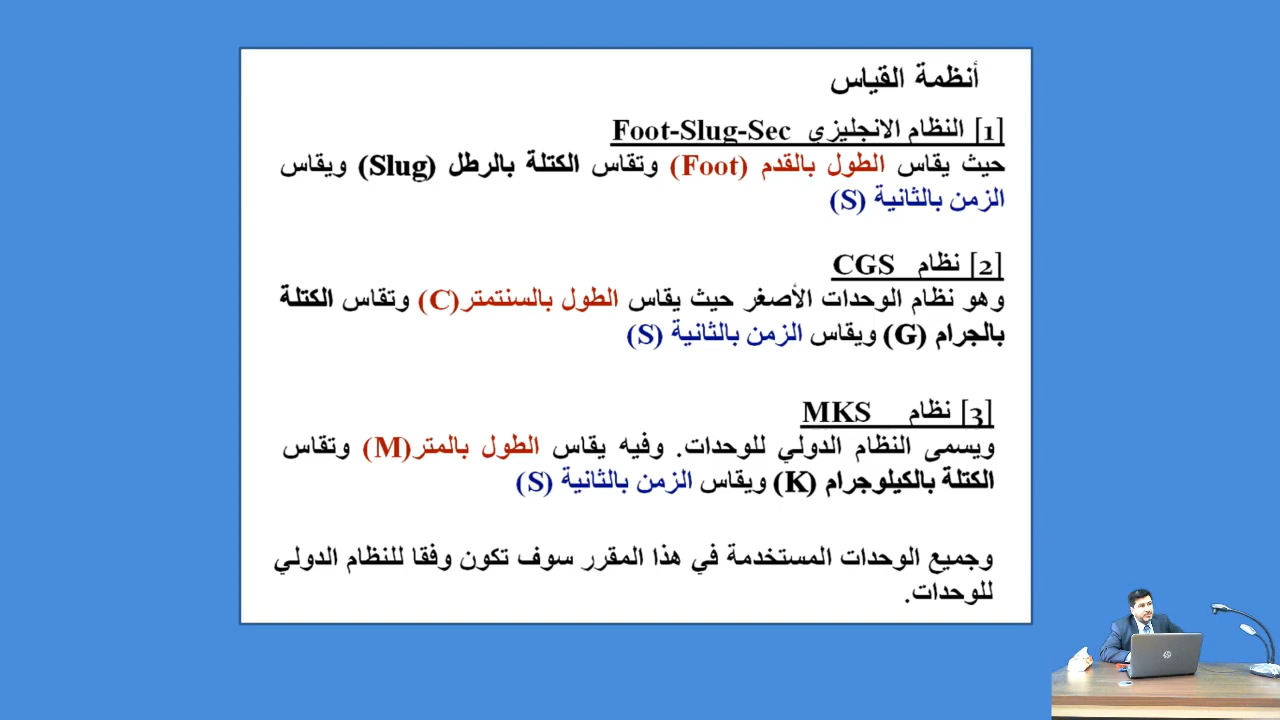 أنظمة القياس
[1] النظام الانجليزي Foot-Slug-Sec
حيث يقاس الطول بالقدم (Foot) وتقاس الكتلة بالرطل (Slug) ويقاس
الزمن بالثانية (S)
[2] نظام CGS
وهو نظام الوحدات الأصغر حيث يقاس الطول بالسنتمتر(C) وتقاس الكتلة
بالجرام (G) ويقاس الزمن بالثانية (S)
[3] نظام MKS
ويسمى النظام الدولي للوحدات. وفيه يقاس الطول بالمتر(M) وتقاس
الكتلة بالكيلوجرام (K) ويقاس الزمن بالثانية (S)
وجميع الوحدات المستخدمة في هذا المقرر سوف تكون وفقا للنظام الدولي
للوحدات.